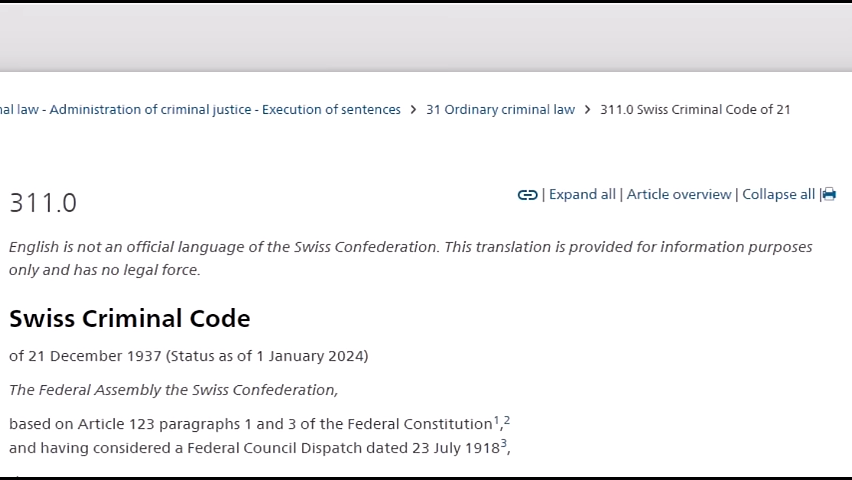 al law - Administration of criminal justice - Execution of sentences > 31 Ordinary criminal law > 311.0 Swiss Criminal Code of 21
311.0
| Expand all | Article overview | Collapse all |
English is not an official language of the Swiss Confederation. This translation is provided for information purposes
only and has no legal force.
Swiss Criminal Code
of 21 December 1937 (Status as of 1 January 2024)
The Federal Assembly the Swiss Confederation,
based on Article 123 paragraphs 1 and 3 of the Federal Constitution1,2
and having considered a Federal Council Dispatch dated 23 July 19183,